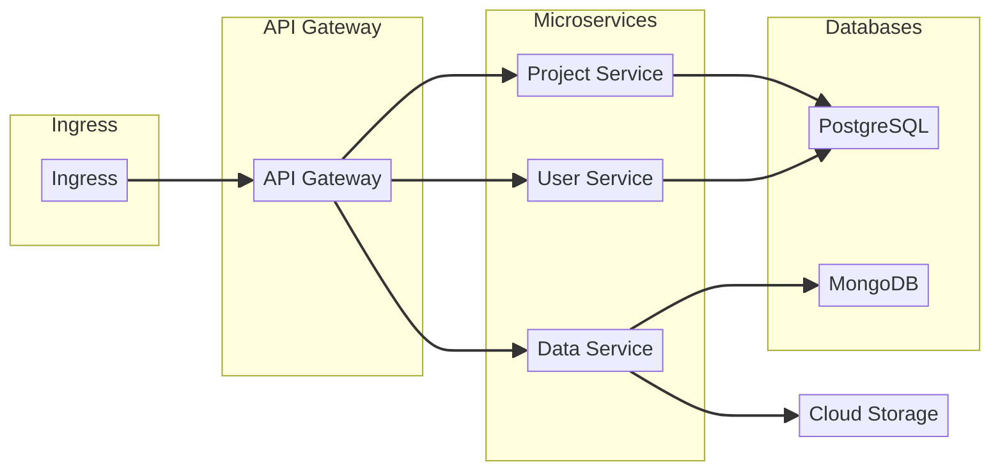 Ingress
Ingress
API Gateway
API Gateway
Microservices
Project Service
User Service
Data Service
Databases
PostgreSQL
MongoDB
Cloud Storage